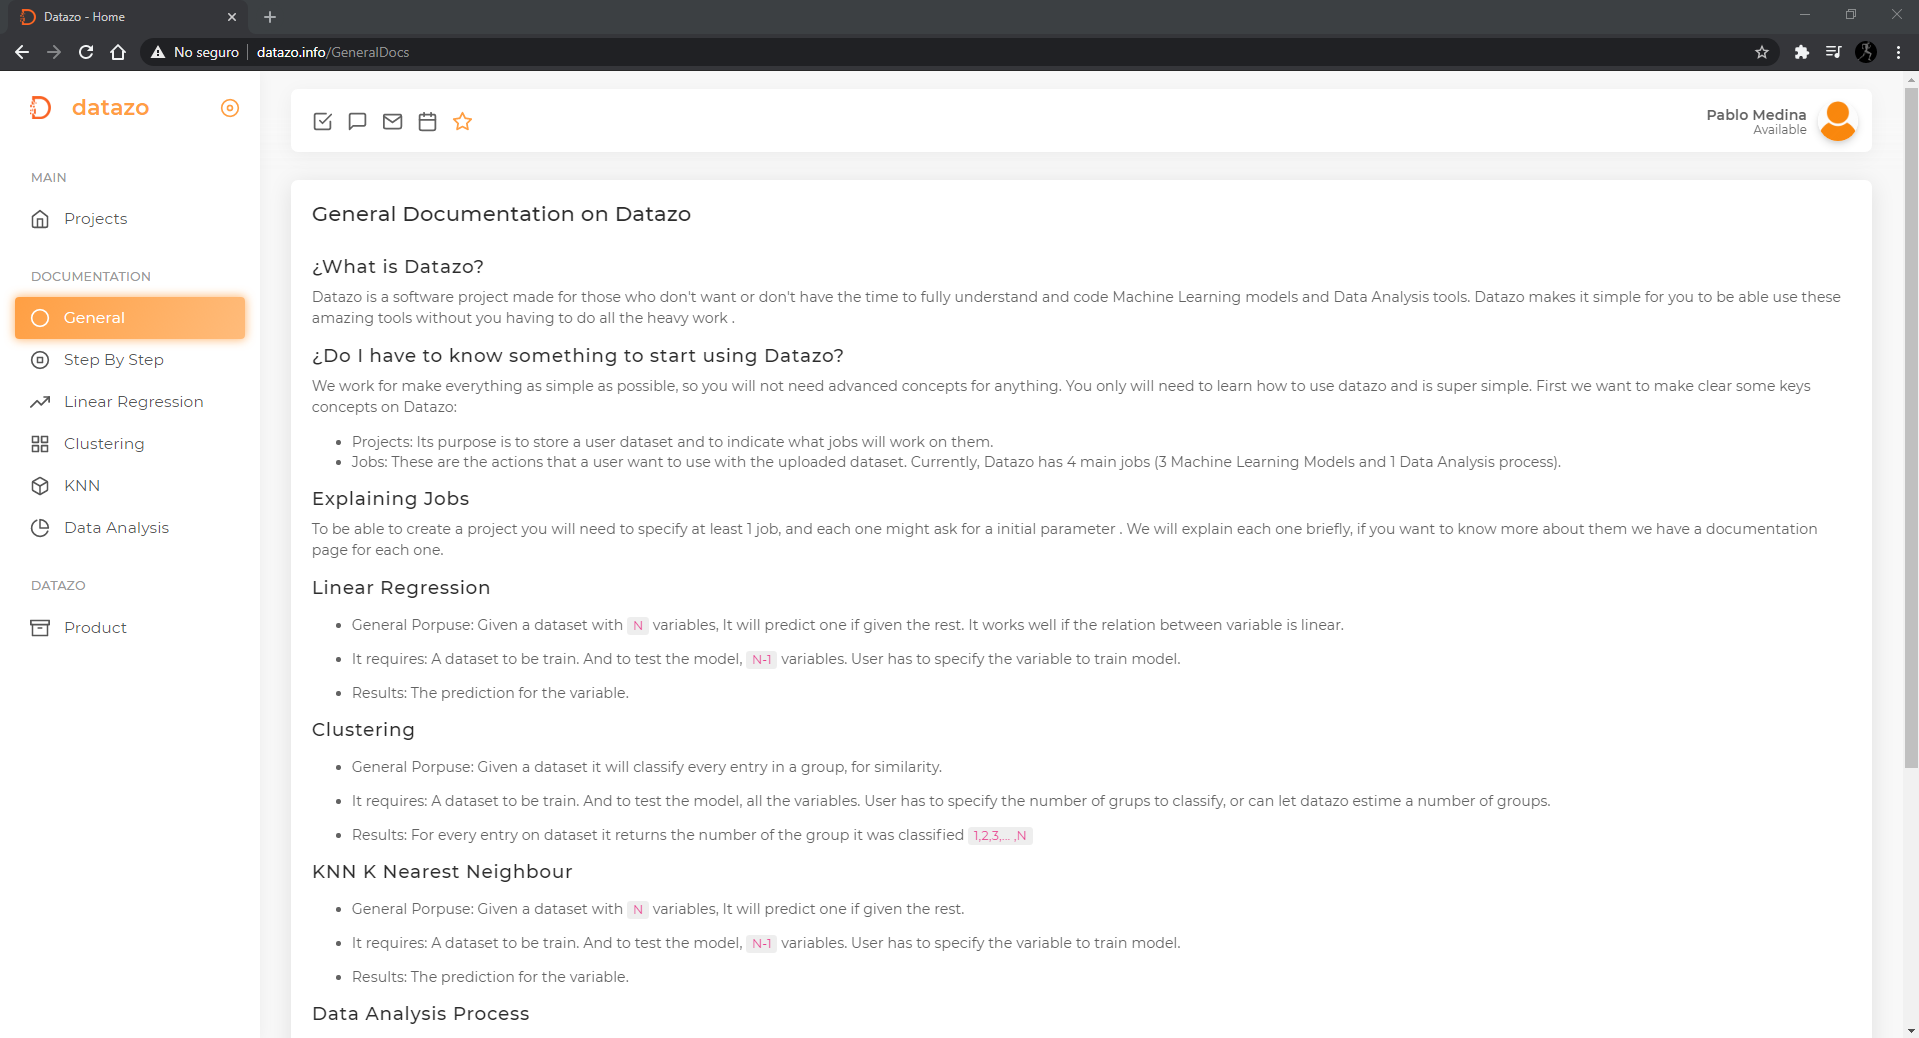 Datazo - Home
No seguro
datazo.info/GeneralDocs
datazo
Pablo Medina
Available
MAIN
Projects
DOCUMENTATION
General
Step By Step
Linear Regression
Clustering
KNN
Data Analysis
DATAZO
Product
General Documentation on Datazo
¿What is Datazo?
Datazo is a software project made for those who don't want or don't have the time to fully understand and code Machine Learning models and Data Analysis tools. Datazo makes it simple for you to be able use these
amazing tools without you having to do all the heavy work .
¿Do I have to know something to start using Datazo?
We work for make everything as simple as possible, so you will not need advanced concepts for anything. You only will need to learn how to use datazo and is super simple. First we want to make clear some keys
concepts on Datazo:
• Projects: Its purpose is to store a user dataset and to indicate what jobs will work on them.
• Jobs: These are the actions that a user want to use with the uploaded dataset. Currently, Datazo has 4 main jobs (3 Machine Learning Models and 1 Data Analysis process).
Explaining Jobs
To be able to create a project you will need to specify at least 1 job, and each one might ask for a initial parameter . We will explain each one briefly, if you want to know more about them we have a documentation
page for each one.
Linear Regression
• General Porpuse: Given a dataset with N variables, It will predict one if given the rest. It works well if the relation between variable is linear.
• It requires: A dataset to be train. And to test the model, N-1 variables. User has to specify the variable to train model.
• Results: The prediction for the variable.
Clustering
• General Porpuse: Given a dataset it will classify every entry in a group, for similarity.
• It requires: A dataset to be train. And to test the model, all the variables. User has to specify the number of grups to classify, or can let datazo estime a number of groups.
• Results: For every entry on dataset it returns the number of the group it was classified 1,2,3,... ,N
KNN K Nearest Neighbour
• General Porpuse: Given a dataset with N variables, It will predict one if given the rest.
• It requires: A dataset to be train. And to test the model, N-1 variables. User has to specify the variable to train model.
• Results: The prediction for the variable.
Data Analysis Process